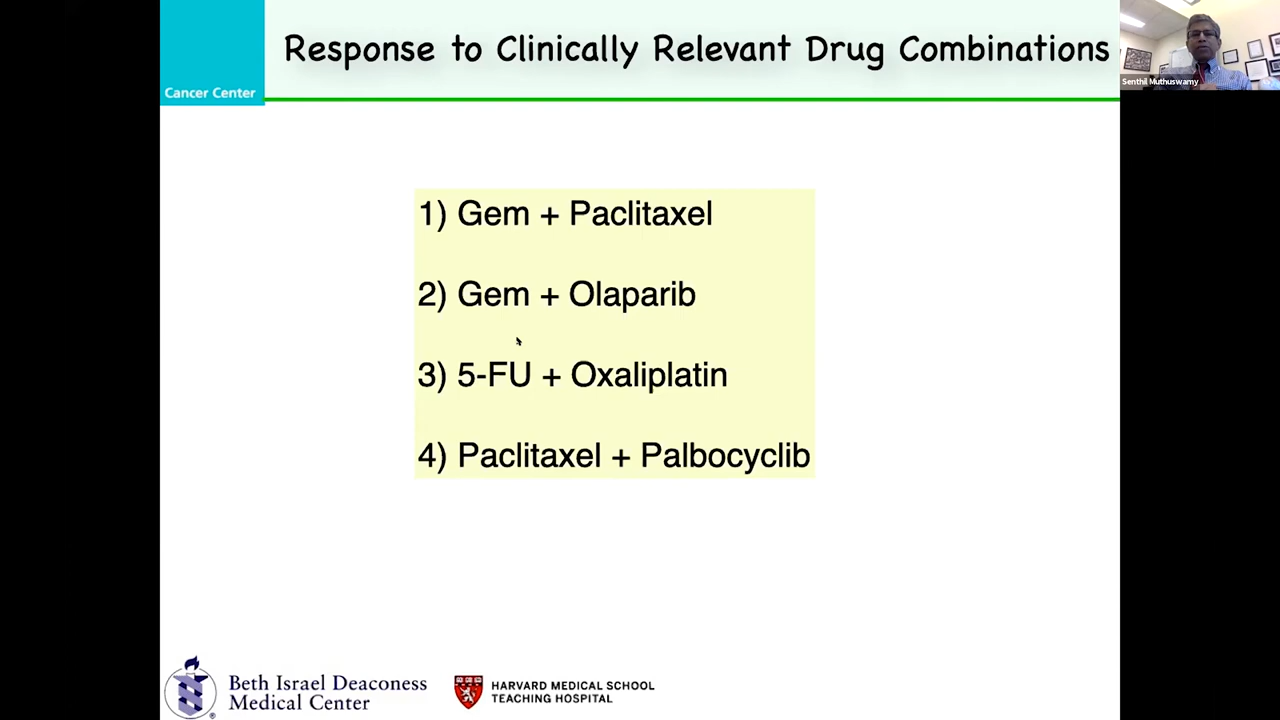 Response to Clinically Relevant Drug Combinations
Cancer Center
Senthil Muthuswamy
1) Gem + Paclitaxel
2) Gem + Olaparib
3) 5-FU + Oxaliplatin
4) Paclitaxel + Palbocyclib
Beth Israel Deaconess
Medical Center
HARVARD MEDICAL SCHOOL
TEACHING HOSPITAL